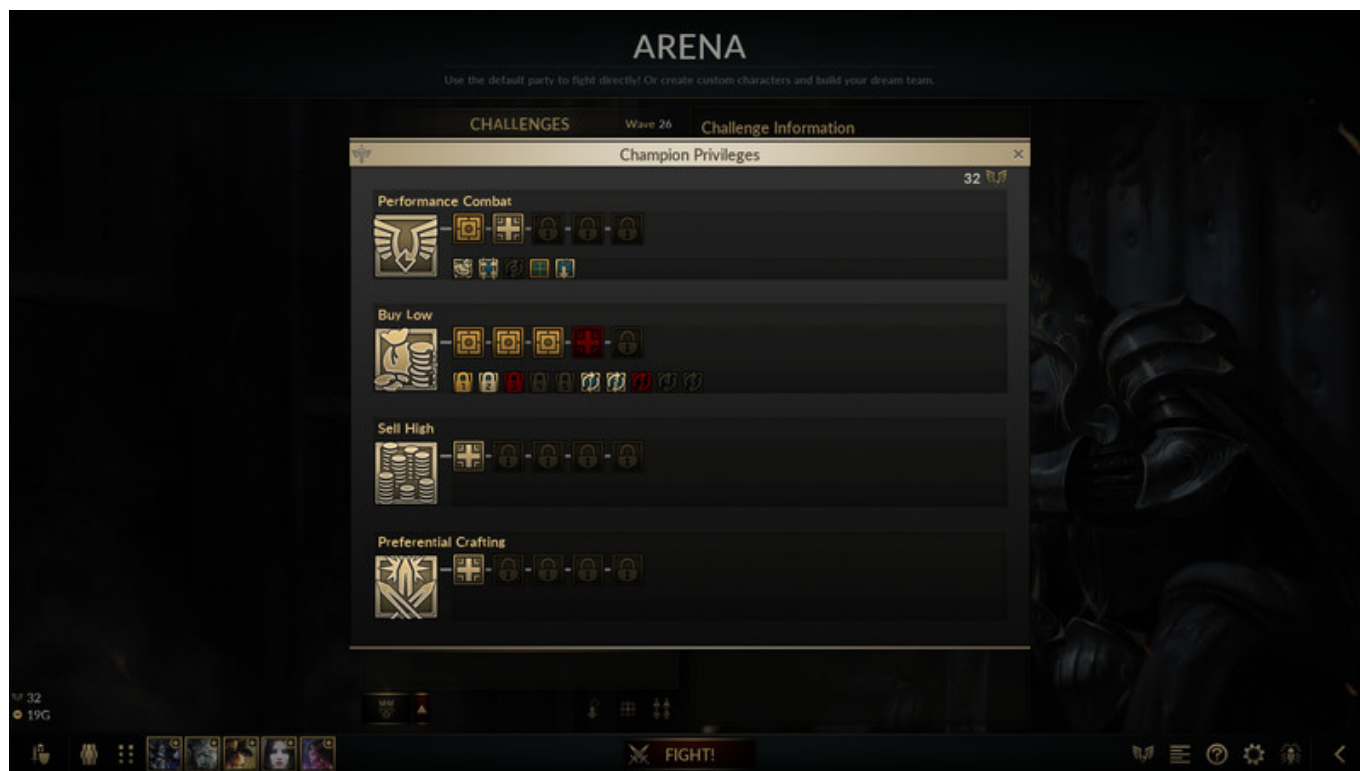 ARENA
Use the default party to fight directly! Or create custom characters and build your dream team.
CHALLENGES
Wave 26
Challenge Information
Champion Privileges
32
Performance Combat
Buy Low
Sell High
Preferential Crafting
32
19G
FIGHT!